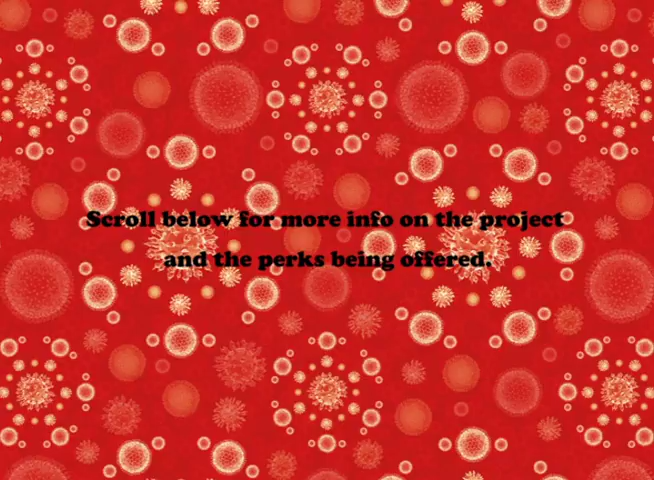 Scroll below for more info on the project
and the perks being offered.